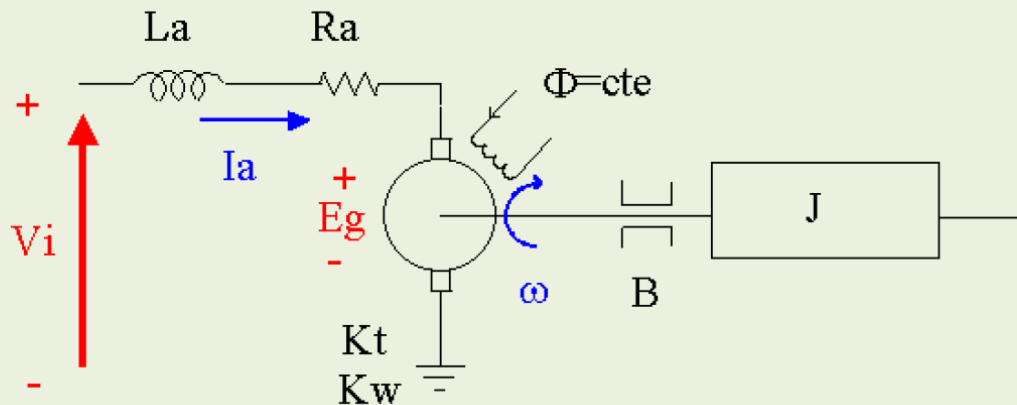 La
Ra
Φ=cte
+
Ia
+
Eg
-
Vi
J
ω
B
-
Kt
Kw